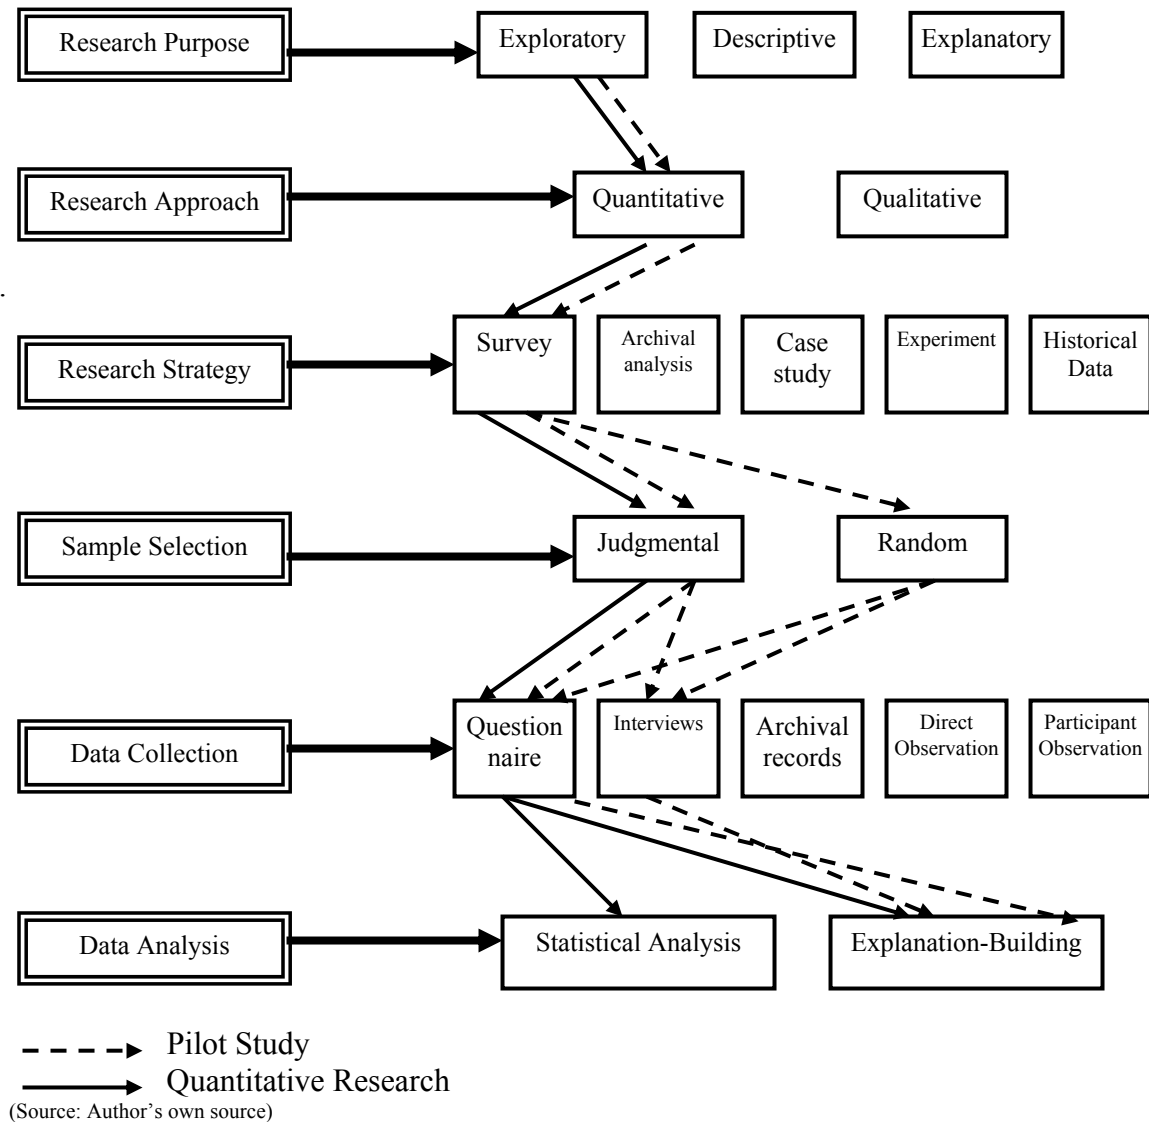 Research Purpose
Exploratory
Descriptive
Explanatory
Research Approach
Quantitative
Qualitative
.
Research Strategy
Survey
Archival
analysis
Case
study
Experiment
Historical
Data
Sample Selection
Judgmental
Random
Data Collection
Question
naire
Interviews
Archival
records
Direct
Observation
Participant
Observation
Data Analysis
Statistical Analysis
Explanation-Building
Pilot Study
Quantitative Research
(Source: Author’s own source)